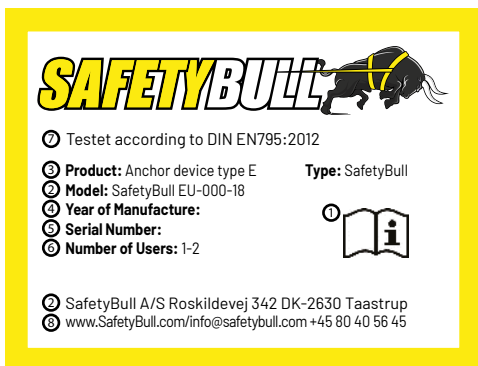 SAFETYBULL
⑦ Testet according to DIN EN795:2012
③ Product: Anchor device type E Type: SafetyBull
② Model: SafetyBull EU-000-18
④ Year of Manufacture:
⑤ Serial Number:
⑥ Number of Users: 1-2
① i
② SafetyBull A/S Roskildevej 342 DK-2630 Taastrup
⑧ www.SafetyBull.com/info@safetybull.com +45 80 40 56 45